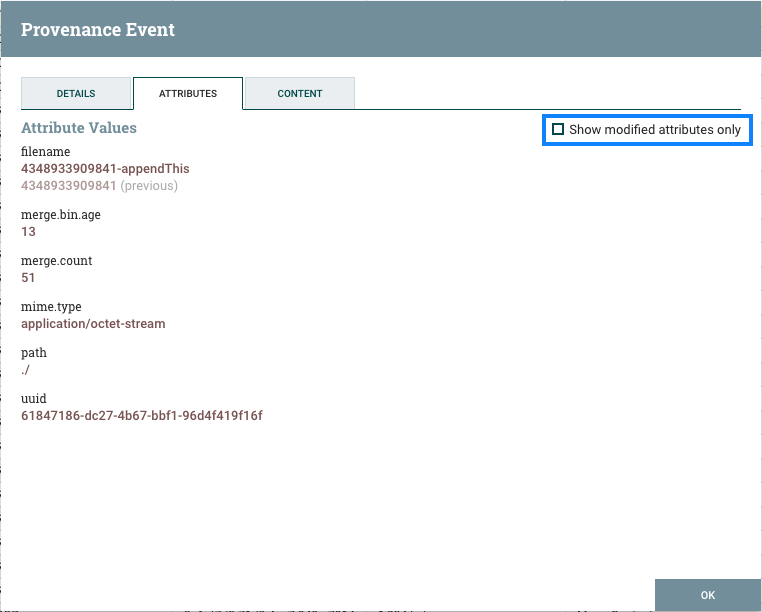 Provenance Event
DETAILS
ATTRIBUTES
CONTENT
Attribute Values
Show modified attributes only
filename
4348933909841-appendThis
4348933909841 (previous)
merge.bin.age
13
merge.count
51
mime.type
application/octet-stream
path
./
uuid
61847186-dc27-4b67-bbf1-96d4f419f16f
OK